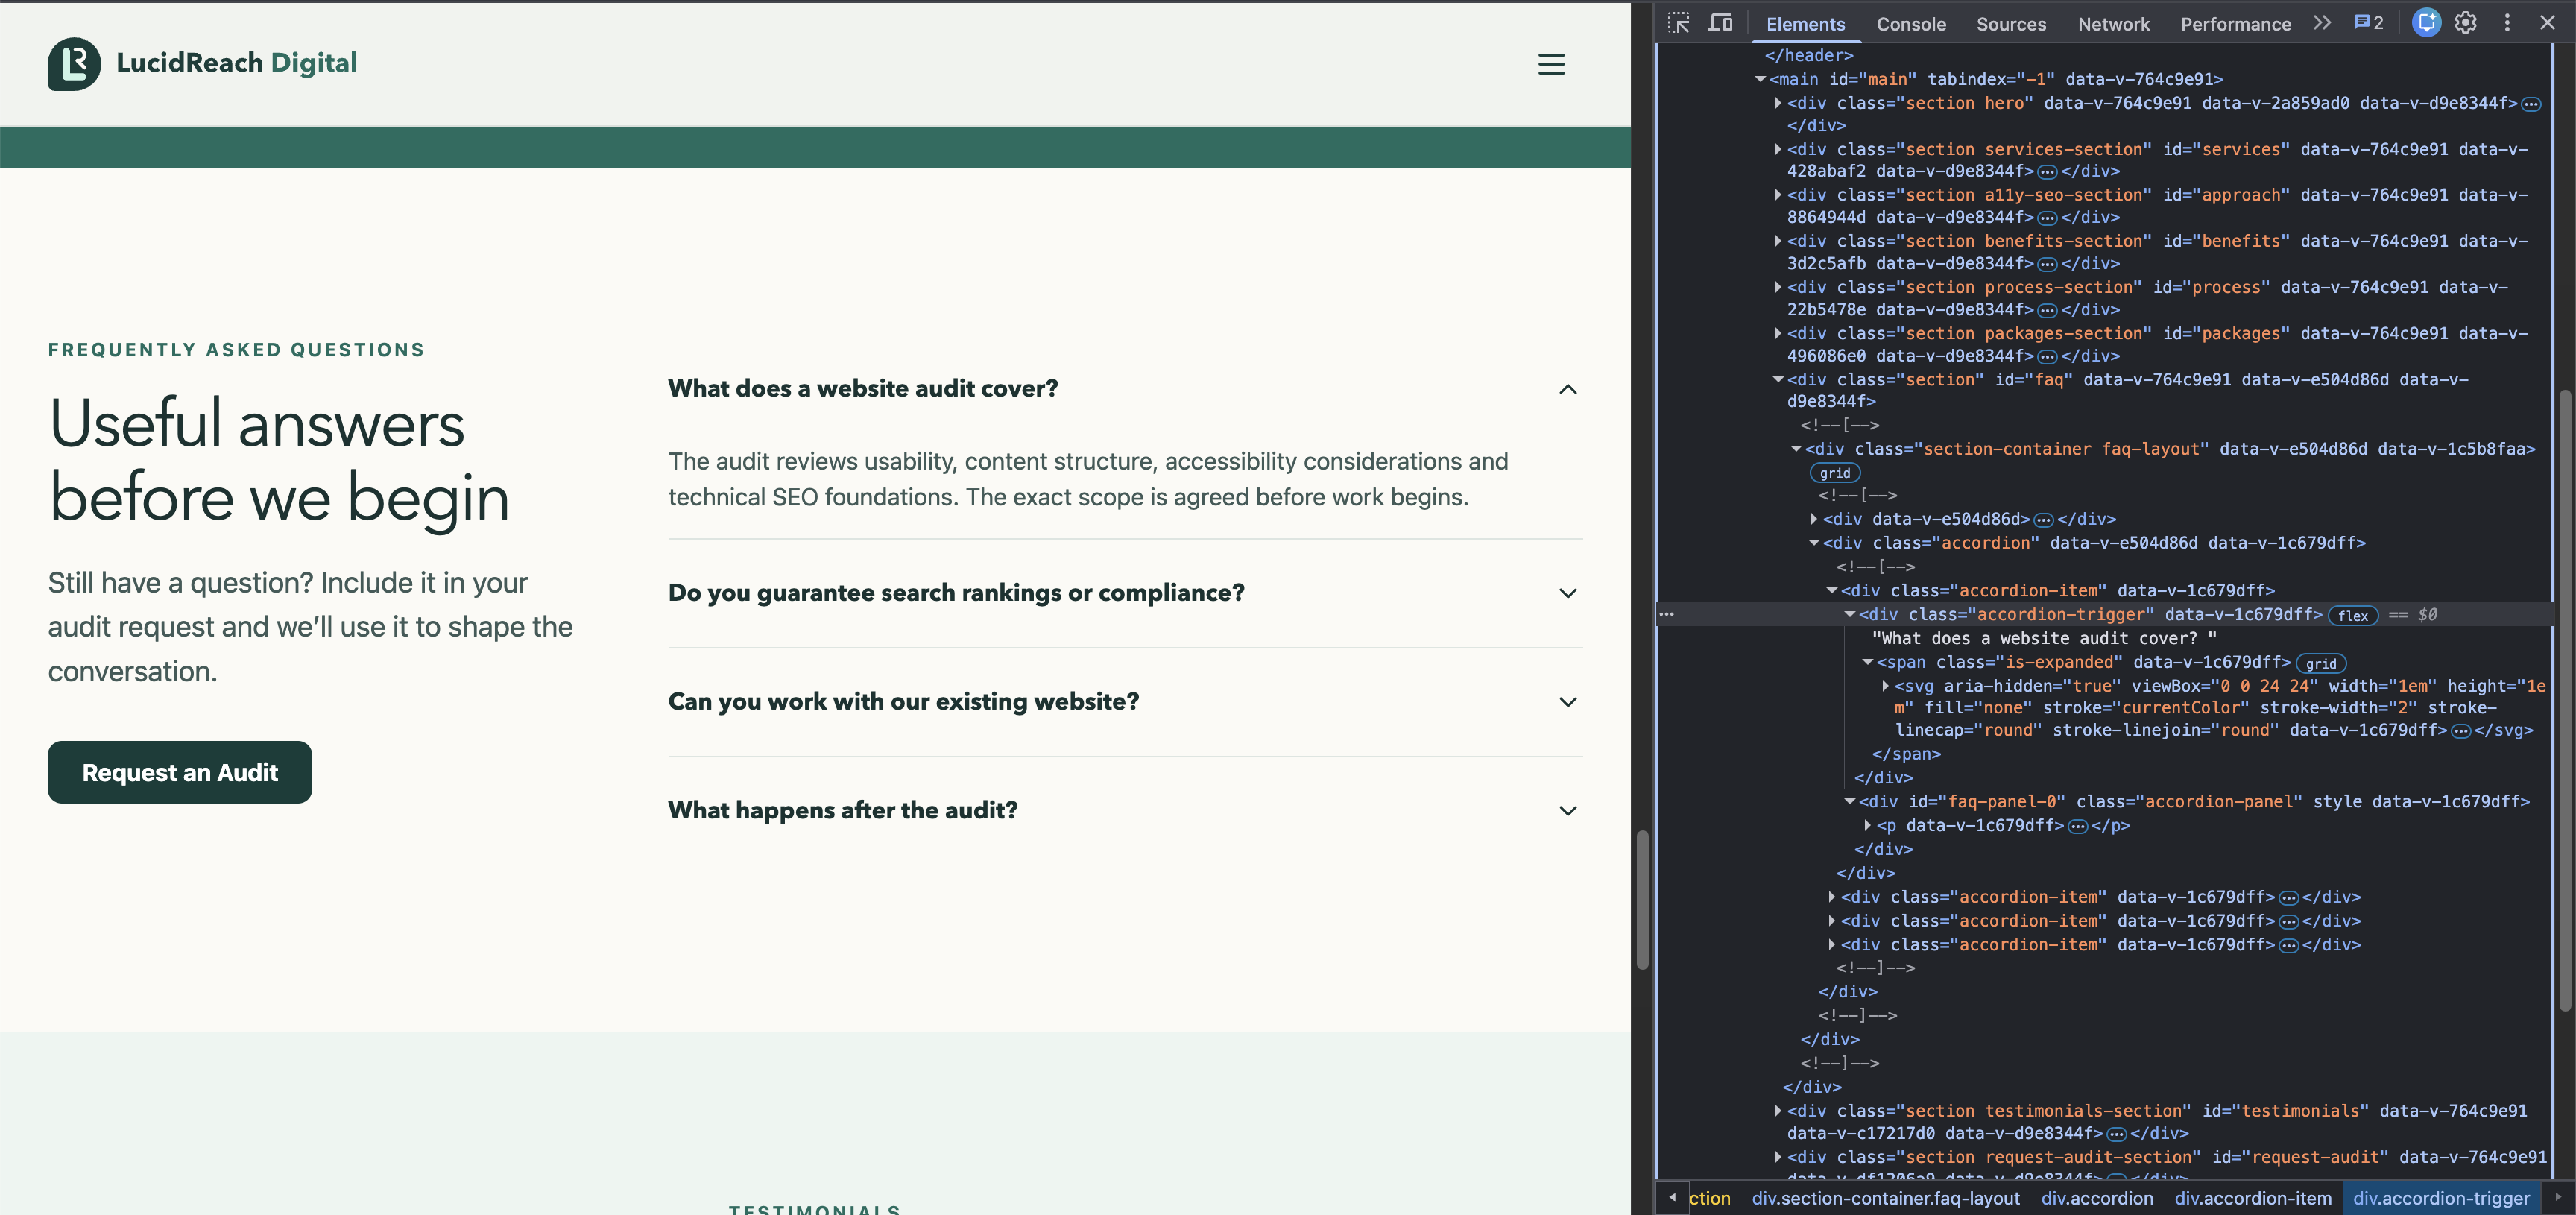 LucidReach Digital
FREQUENTLY ASKED QUESTIONS
Useful answers
before we begin
Still have a question? Include it in your
audit request and we’ll use it to shape the
conversation.
Request an Audit
What does a website audit cover?
The audit reviews usability, content structure, accessibility considerations and
technical SEO foundations. The exact scope is agreed before work begins.
Do you guarantee search rankings or compliance?
Can you work with our existing website?
What happens after the audit?
TESTIMONIALS
Elements Console Sources Network Performance 2
</header>
<main id="main" tabindex="-1" data-v-764c9e91>
<div class="section hero" data-v-764c9e91 data-v-2a859ad0 data-v-d9e8344f>
</div>
<div class="section services-section" id="services" data-v-764c9e91 data-v-
428abaf2 data-v-d9e8344f> </div>
<div class="section a11y-seo-section" id="approach" data-v-764c9e91 data-v-
8864944d data-v-d9e8344f> </div>
<div class="section benefits-section" id="benefits" data-v-764c9e91 data-v-
3d2c5afb data-v-d9e8344f> </div>
<div class="section process-section" id="process" data-v-764c9e91 data-v-
22b5478e data-v-d9e8344f> </div>
<div class="section packages-section" id="packages" data-v-764c9e91 data-v-
496086e0 data-v-d9e8344f> </div>
<div class="section" id="faq" data-v-764c9e91 data-v-e504d86d data-v-
d9e8344f>
<!--[-->
<div class="section-container faq-layout" data-v-e504d86d data-v-1c5b8faa>
grid
<!--[-->
<div data-v-e504d86d> </div>
<div class="accordion" data-v-e504d86d data-v-1c679dff>
<!--[-->
<div class="accordion-item" data-v-1c679dff>
<div class="accordion-trigger" data-v-1c679dff> flex == $0
"What does a website audit cover? "
<span class="is-expanded" data-v-1c679dff> grid
<svg aria-hidden="true" viewBox="0 0 24 24" width="1em" height="1e
m" fill="none" stroke="currentColor" stroke-width="2" stroke-
linecap="round" stroke-linejoin="round" data-v-1c679dff> </svg>
</span>
</div>
<div id="faq-panel-0" class="accordion-panel" style data-v-1c679dff>
<p data-v-1c679dff> </p>
</div>
</div>
<div class="accordion-item" data-v-1c679dff> </div>
<div class="accordion-item" data-v-1c679dff> </div>
<div class="accordion-item" data-v-1c679dff> </div>
<!--]-->
</div>
<!--]-->
</div>
<!--]-->
</div>
<div class="section testimonials-section" id="testimonials" data-v-764c9e91
data-v-c17217d0 data-v-d9e8344f> </div>
<div class="section request-audit-section" id="request-audit" data-v-764c9e91
data-v-df1206a9 data-v-d9e8344f> </div>
ction div.section-container.faq-layout div.accordion div.accordion-item div.accordion-trigger